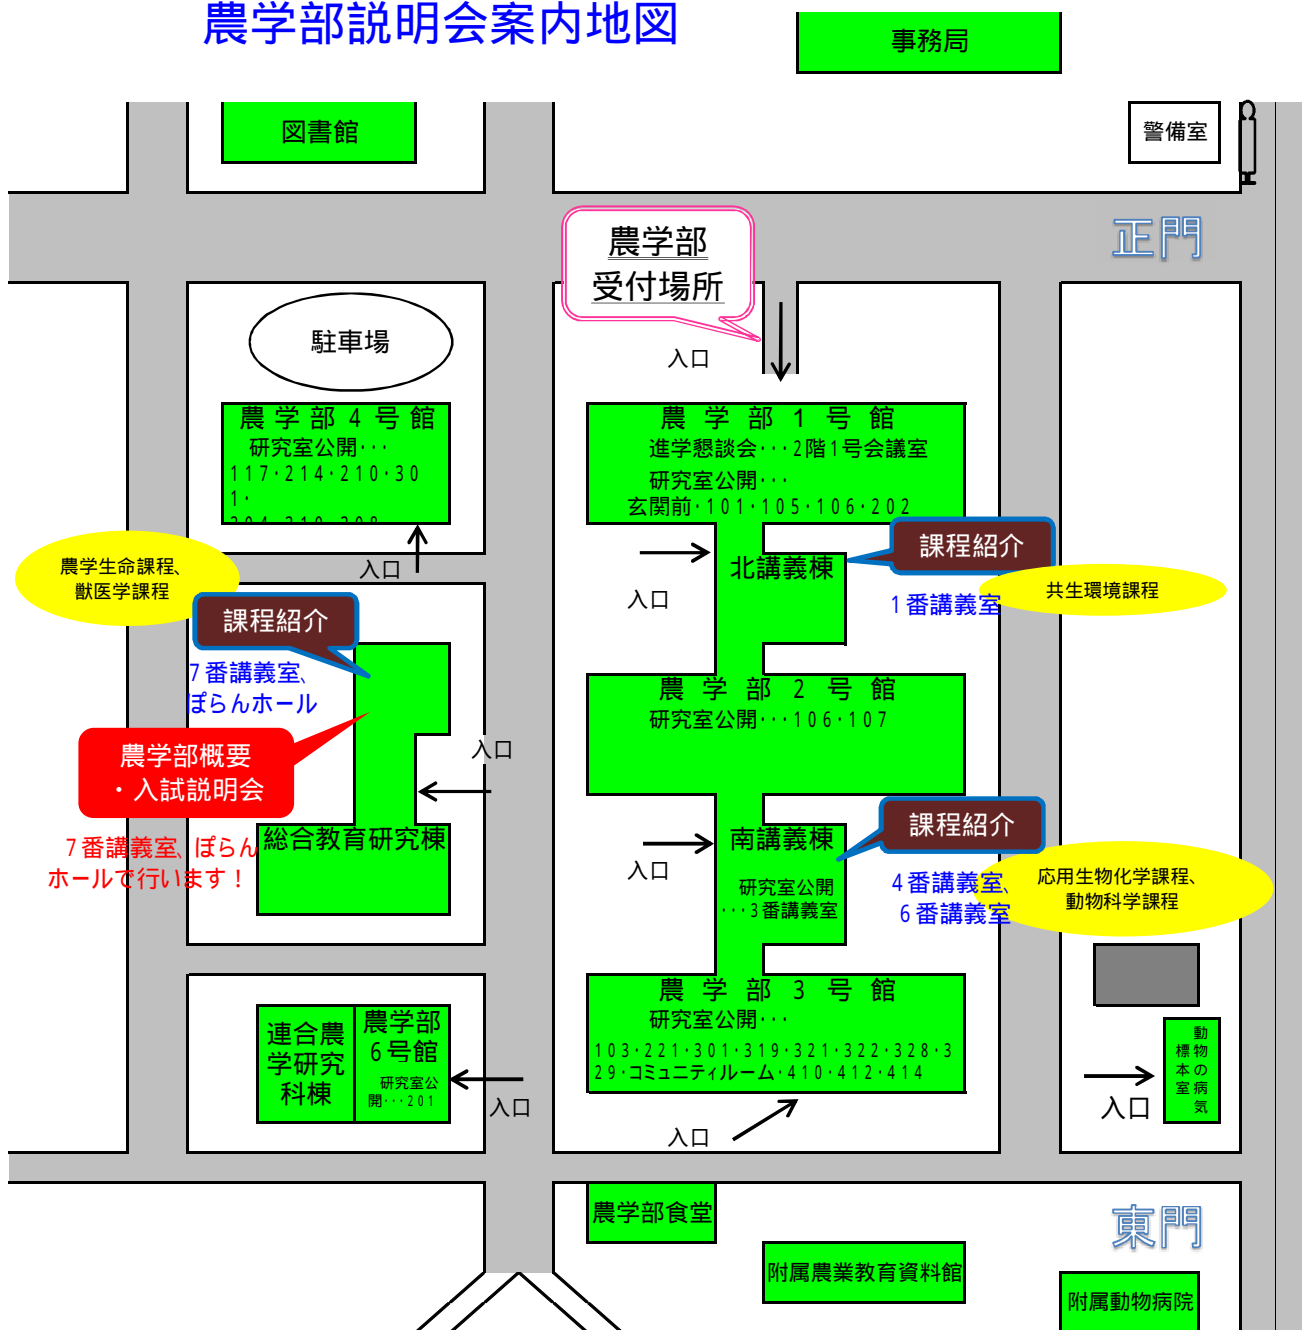 農学部説明会案内地図
事務局
図書館
警備室
正門
農学部
受付場所
駐車場
入口
農学部4号館
研究室公開･･･
117･214･210･30
1･
農学部1号館
進学懇談会･･･2階1号会議室
研究室公開･･･
玄関前･101･105･106･202
課程紹介
北講義棟
入口
1番講義室
共生環境課程
農学生命課程、
獣医学課程
入口
課程紹介
7番講義室、
ぽらんホール
農学部2号館
研究室公開･･･106･107
農学部概要
・入試説明会
入口
7番講義室、ぽらん
ホールで行います！
総合教育研究棟
課程紹介
南講義棟
入口
研究室公開
･･･3番講義室
4番講義室、
6番講義室
応用生物化学課程、
動物科学課程
農学部3号館
研究室公開･･･
103･221･301･319･321･322･328･3
29･コミュニティルーム･410･412･414
入口
連合農
学研究
科棟
農学部
6号館
研究室公
開･･･201
入口
動物の病気
標本室
入口
農学部食堂
東門
附属農業教育資料館
附属動物病院